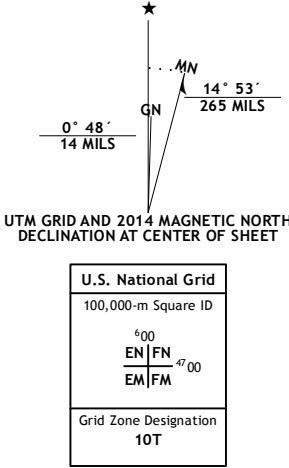 ★
MN
GN
14° 53´
265 MILS
0° 48´
14 MILS
UTM GRID AND 2014 MAGNETIC NORTH
DECLINATION AT CENTER OF SHEET
U.S. National Grid
100,000-m Square ID
⁶00
EN FN
⁴⁷00
EM FM
Grid Zone Designation
10T